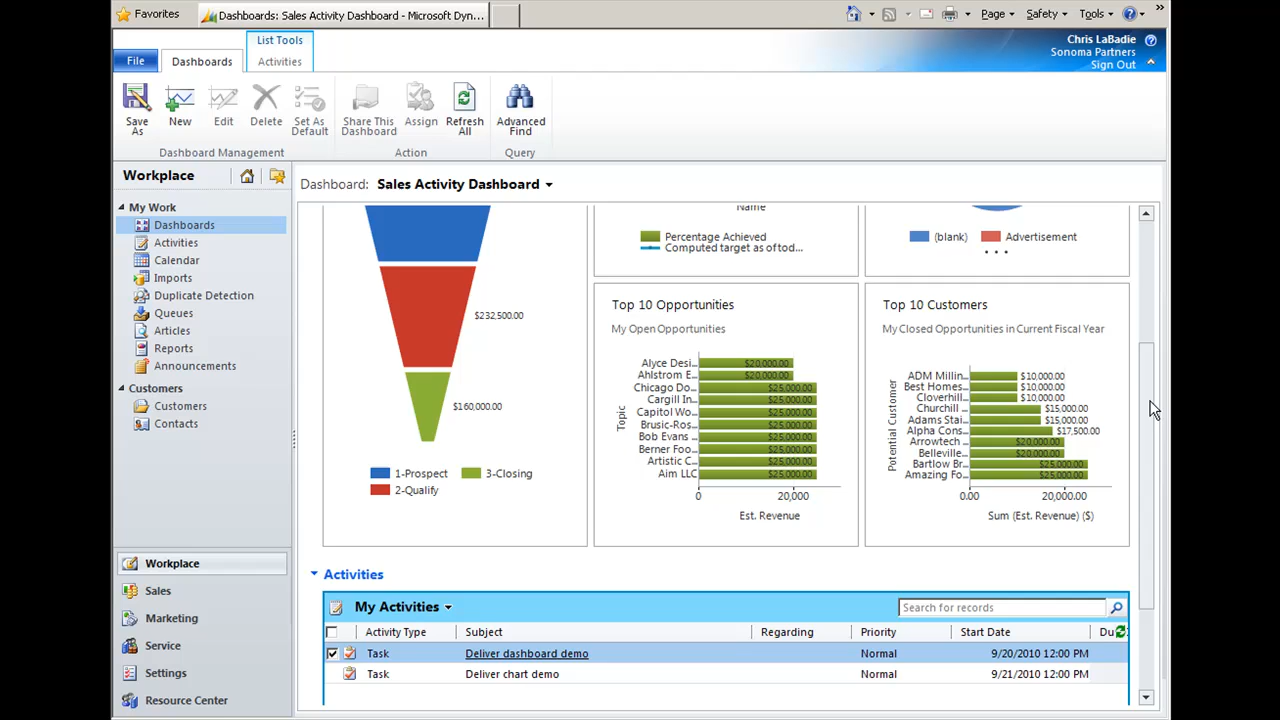 Favorites
Dashboards: Sales Activity Dashboard - Microsoft Dyn...
Page
Safety
Tools
List Tools
Chris LaBadie
Sonoma Partners
Sign Out
File
Dashboards
Activities
Save As
New
Edit
Delete
Set As Default
Share This Dashboard
Assign
Refresh All
Advanced Find
Dashboard Management
Action
Query
Workplace
Dashboard: Sales Activity Dashboard
My Work
Dashboards
Activities
Calendar
Imports
Duplicate Detection
Queues
Articles
Reports
Announcements
Customers
Customers
Contacts
Workplace
Sales
Marketing
Service
Settings
Resource Center
$232,500.00
$160,000.00
1-Prospect
3-Closing
2-Qualify
Name
Percentage Achieved
Computed target as of tod...
(blank)
Advertisement
Top 10 Opportunities
My Open Opportunities
Topic
Alyce Desi... $20,000.00
Ahlstrom E... $20,000.00
Chicago Do... $25,000.00
Cargill In... $25,000.00
Capitol Wo... $25,000.00
Brusic-Ros... $25,000.00
Bob Evans ... $25,000.00
Berner Foo... $25,000.00
Artistic C... $25,000.00
Aim LLC $25,000.00
0 20,000
Est. Revenue
Top 10 Customers
My Closed Opportunities in Current Fiscal Year
Potential Customer
ADM Millin... $10,000.00
Best Homes... $10,000.00
Cloverhill... $10,000.00
Churchill ... $15,000.00
Adams Stai... $15,000.00
Alpha Cons... $17,500.00
Arrowtech ... $20,000.00
Belleville... $20,000.00
Bartlow Br... $25,000.00
Amazing Fo... $25,000.00
0.00 20,000.00
Sum (Est. Revenue) ($)
Activities
My Activities
Search for records
Activity Type Subject Regarding Priority Start Date Du
Task Deliver dashboard demo Normal 9/20/2010 12:00 PM
Task Deliver chart demo Normal 9/21/2010 12:00 PM